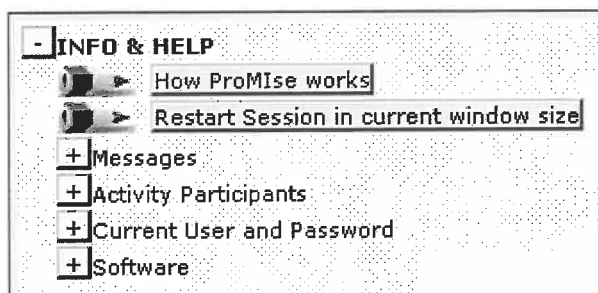 - INFO & HELP
How ProMIse works
Restart Session in current window size
+ Messages
+ Activity Participants
+ Current User and Password
+ Software